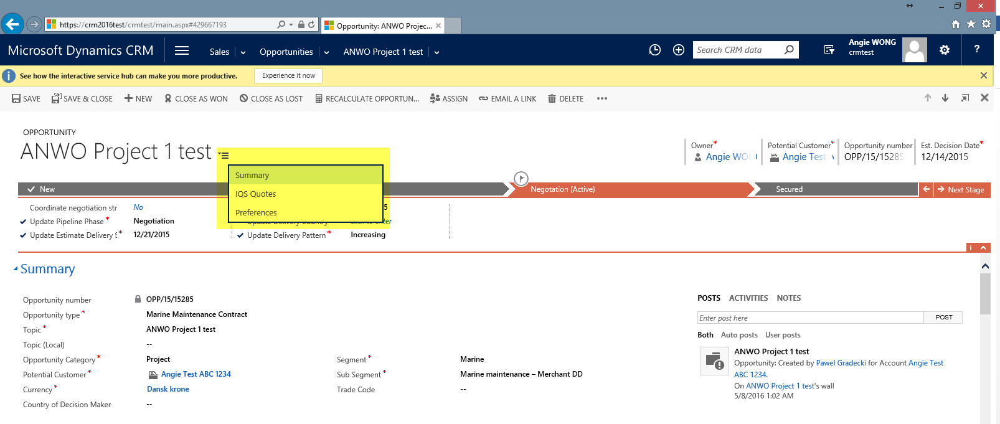 https://crm2016test/crmtest/main.aspx#429667193
Opportunity: ANWO Projec...
Microsoft Dynamics CRM
Sales
Opportunities
ANWO Project 1 test
Search CRM data
Angie WONG
crmtest
?
See how the interactive service hub can make you more productive.
Experience it now
SAVE
SAVE & CLOSE
NEW
CLOSE AS WON
CLOSE AS LOST
RECALCULATE OPPORTUN...
ASSIGN
EMAIL A LINK
DELETE
•••
OPPORTUNITY
ANWO Project 1 test
Owner*
Angie WO
Potential Customer*
Angie Test
Opportunity number
OPP/15/15285
Est. Decision Date*
12/14/2015
Summary
IQS Quotes
Preferences
New
Negotation (Active)
Secured
Next Stage
Coordinate negotiation str
No
5
Update Pipeline Phase*
Negotiation
Update Delivery Country
click to enter
Update Estimate Delivery S*
12/21/2015
Update Delivery Pattern*
Increasing
Summary
Opportunity number
OPP/15/15285
Opportunity type*
Marine Maintenance Contract
Topic*
ANWO Project 1 test
Topic (Local)
--
Opportunity Category*
Project
Segment*
Marine
Potential Customer*
Angie Test ABC 1234
Sub Segment*
Marine maintenance – Merchant DD
Currency*
Dansk krone
Trade Code
--
Country of Decision Maker
--
POSTS
ACTIVITIES
NOTES
Enter post here
POST
Both
Auto posts
User posts
ANWO Project 1 test
Opportunity: Created by Pawel Gradecki for Account Angie Test
ABC 1234.
On ANWO Project 1 test's wall
5/8/2016 1:02 AM